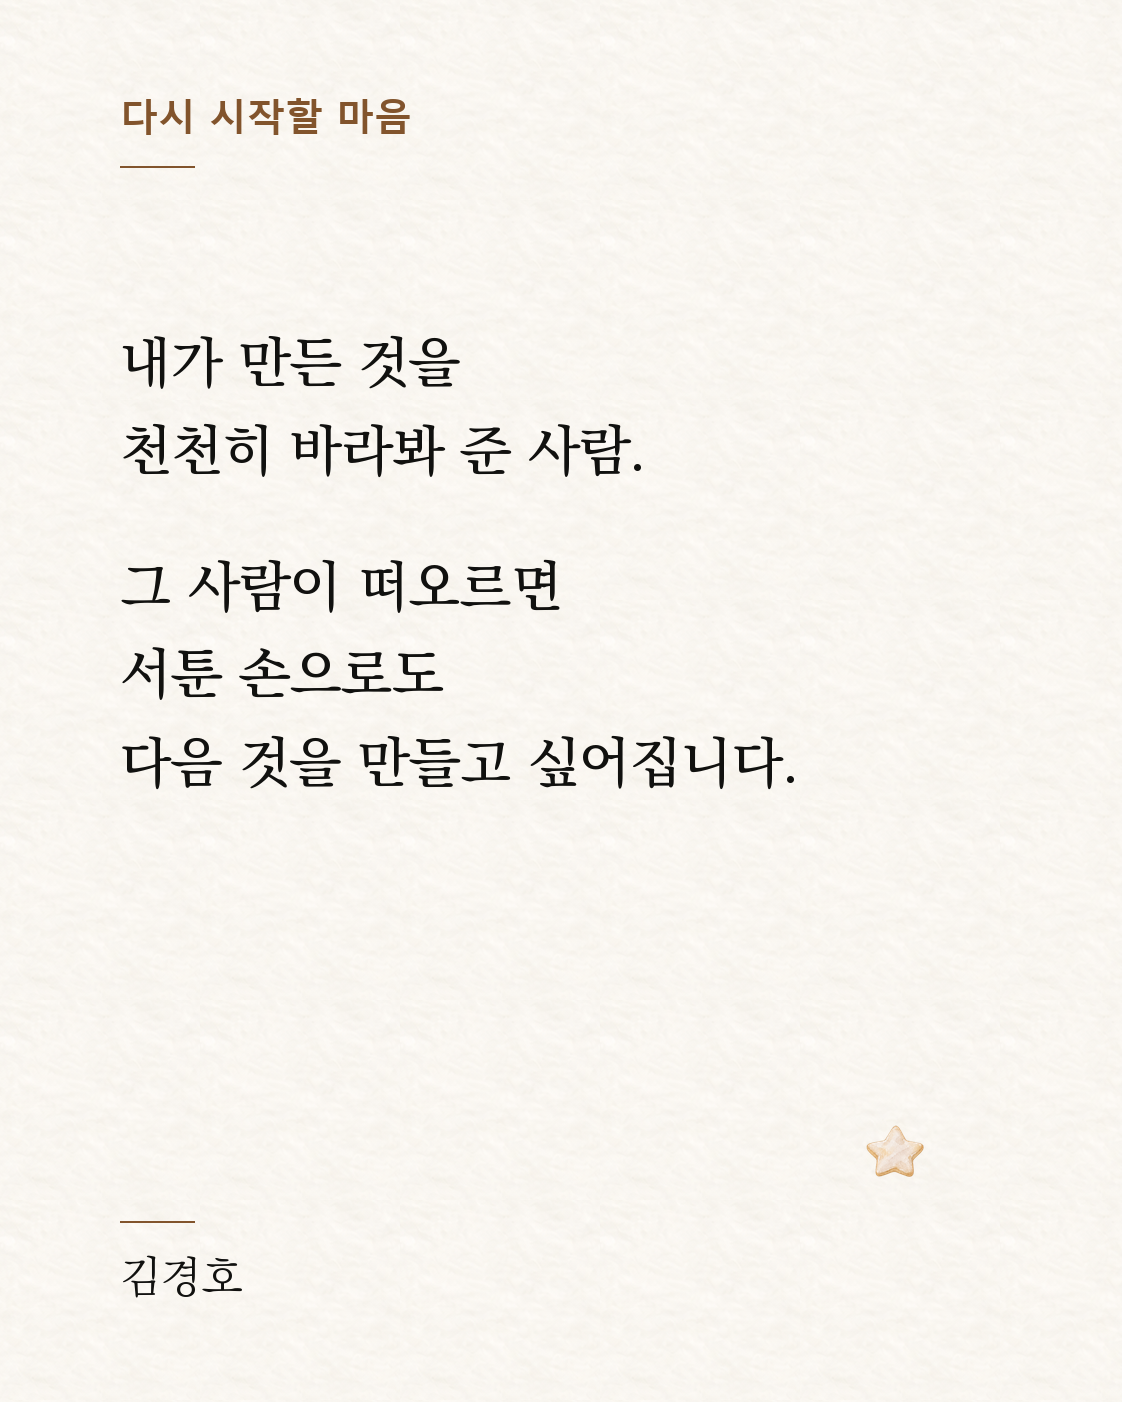 다시 시작할 마음
내가 만든 것을
천천히 바라봐 준 사람.
그 사람이 떠오르면
서툰 손으로도
다음 것을 만들고 싶어집니다.
김경호